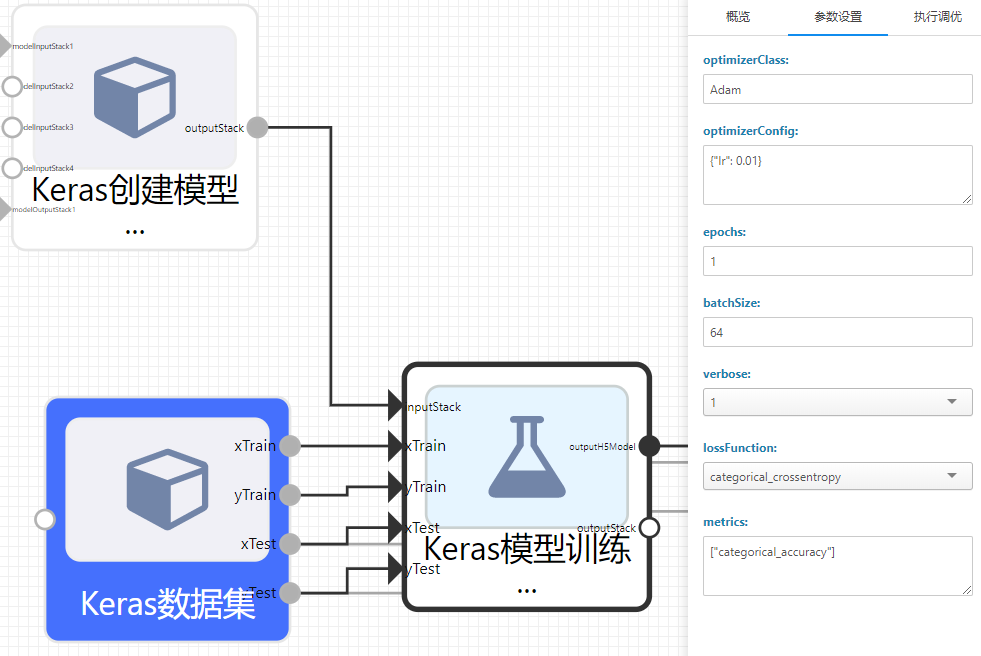 modelInputStack1
delInputStack2
delInputStack3
delInputStack4
modelOutputStack1
outputStack
Keras创建模型
...
xTrain
yTrain
xTest
yTest
Keras数据集
nputStack
xTrain
yTrain
xTest
yTest
outputH5Model
outputStack
Keras模型训练
...
概览
参数设置
执行调优
optimizerClass:
Adam
optimizerConfig:
{"lr": 0.01}
epochs:
1
batchSize:
64
verbose:
1
lossFunction:
categorical_crossentropy
metrics:
["categorical_accuracy"]